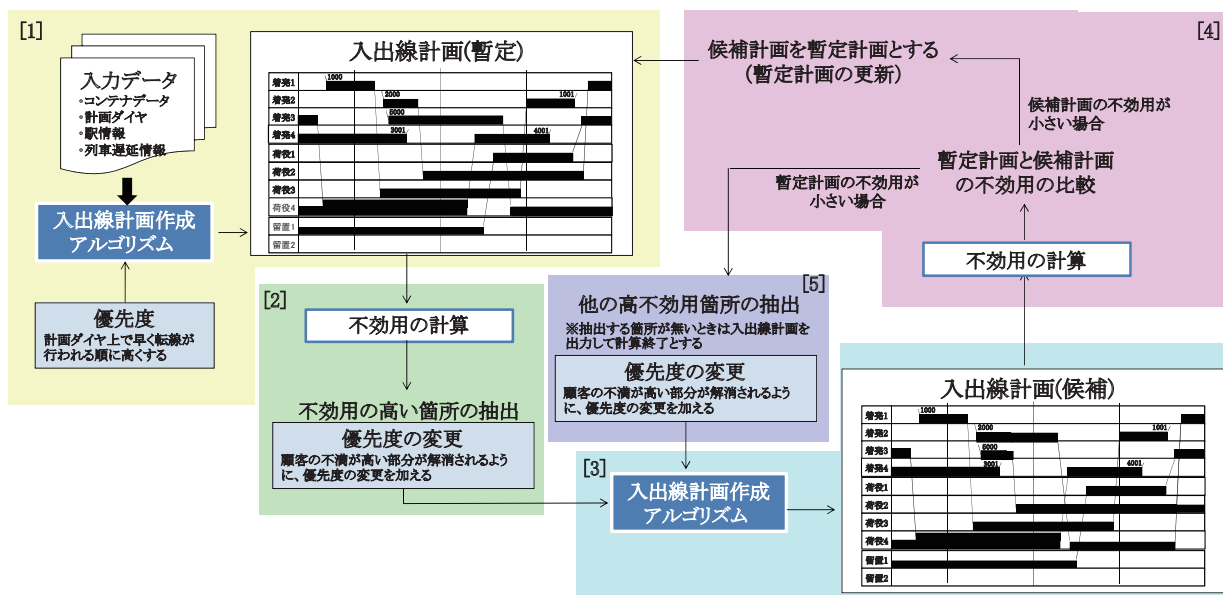 [1]
入力データ
・コンテナデータ
・計画ダイヤ
・駅情報
・列車遅延情報
入出線計画作成
アルゴリズム
優先度
計画ダイヤ上で早く転線が
行われる順に高くする
入出線計画(暫定)
着発1
1000
着発2
2000
1001
着発3
5000
着発4
3001
4001
荷役1
荷役2
荷役3
荷役4
留置1
留置2
[2]
不効用の計算
不効用の高い箇所の抽出
優先度の変更
顧客の不満が高い部分が解消されるよう
に、優先度の変更を加える
[3]
入出線計画作成
アルゴリズム
入出線計画(候補)
着発1
1000
着発2
2000
1001
着発3
5000
着発4
3001
4001
荷役1
荷役2
荷役3
荷役4
留置1
留置2
[4]
不効用の計算
暫定計画と候補計画
の不効用の比較
候補計画の不効用が
小さい場合
候補計画を暫定計画とする
(暫定計画の更新)
暫定計画の不効用が
小さい場合
[5]
他の高不効用箇所の抽出
※抽出する箇所が無いときは入出線計画を
出力して計算終了とする
優先度の変更
顧客の不満が高い部分が解消されるよう
に、優先度の変更を加える